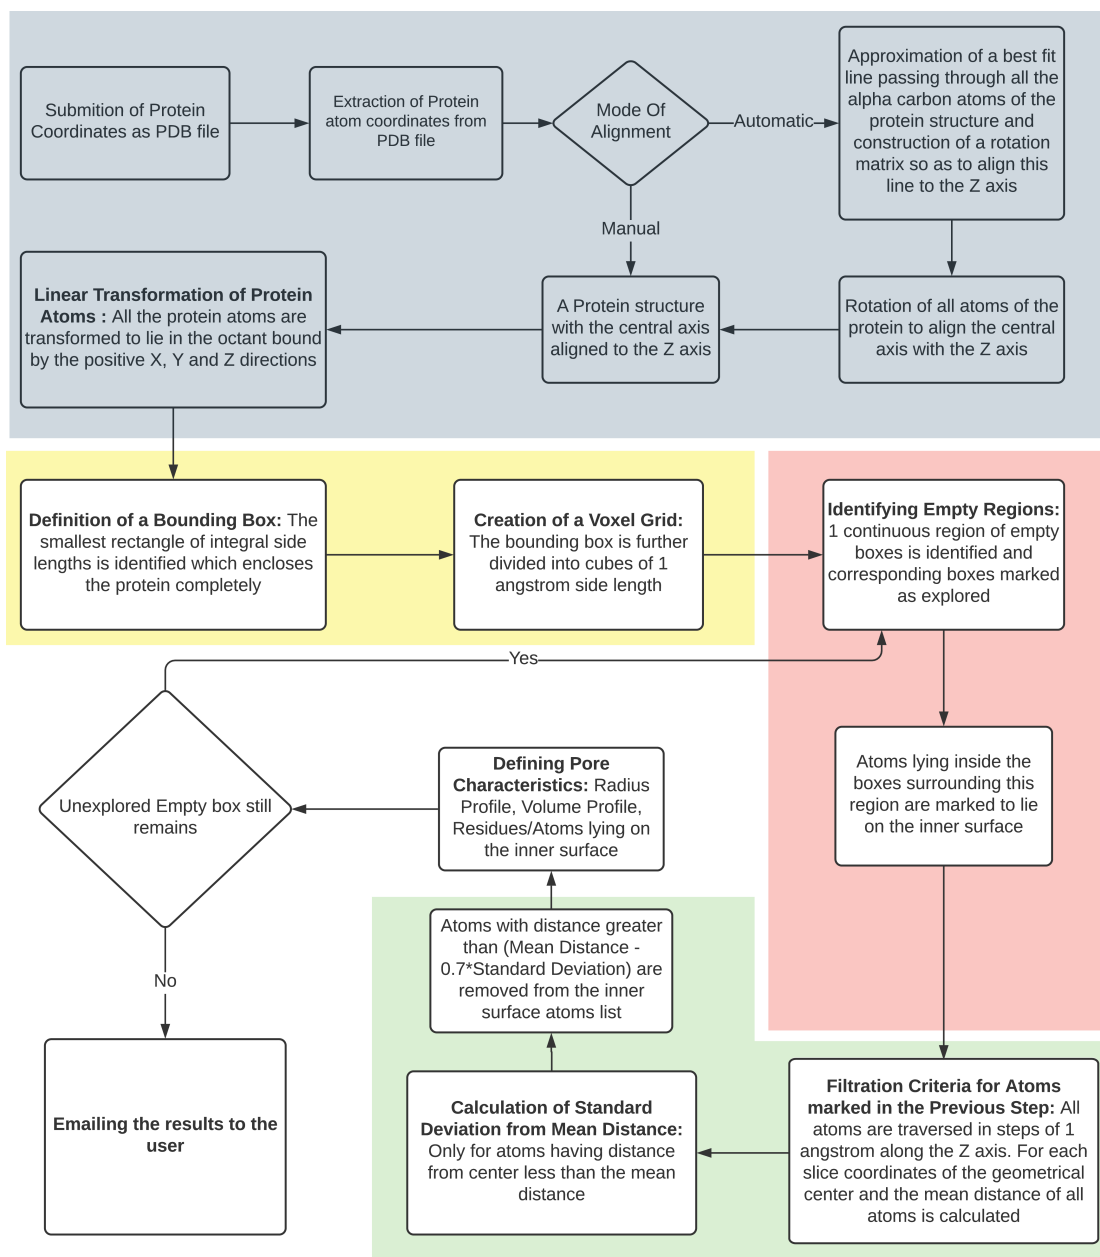 Submition of Protein
Coordinates as PDB file
Extraction of Protein
atom coordinates from
PDB file
Mode Of
Alignment
Automatic
Approximation of a best fit
line passing through all the
alpha carbon atoms of the
protein structure and
construction of a rotation
matrix so as to align this
line to the Z axis
Manual
Linear Transformation of Protein
Atoms : All the protein atoms are
transformed to lie in the octant bound
by the positive X, Y and Z directions
A Protein structure
with the central axis
aligned to the Z axis
Rotation of all atoms of the
protein to align the central
axis with the Z axis
Definition of a Bounding Box: The
smallest rectangle of integral side
lengths is identified which encloses
the protein completely
Creation of a Voxel Grid:
The bounding box is further
divided into cubes of 1
angstrom side length
Identifying Empty Regions:
1 continuous region of empty
boxes is identified and
corresponding boxes marked
as explored
Yes
Atoms lying inside the
boxes surrounding this
region are marked to lie
on the inner surface
Defining Pore
Characteristics: Radius
Profile, Volume Profile,
Residues/Atoms lying on
the inner surface
Unexplored Empty box still
remains
Atoms with distance greater
than (Mean Distance -
0.7*Standard Deviation) are
removed from the inner
surface atoms list
No
Emailing the results to the
user
Calculation of Standard
Deviation from Mean Distance:
Only for atoms having distance
from center less than the mean
distance
Filtration Criteria for Atoms
marked in the Previous Step: All
atoms are traversed in steps of 1
angstrom along the Z axis. For each
slice coordinates of the geometrical
center and the mean distance of all
atoms is calculated